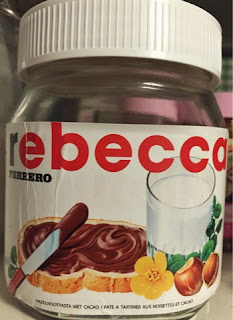 rebecca
FERRERO
HAZELNOOTPASTA MET CACAO / PATE A TARTINER AUX NOISETTES ET CACAO